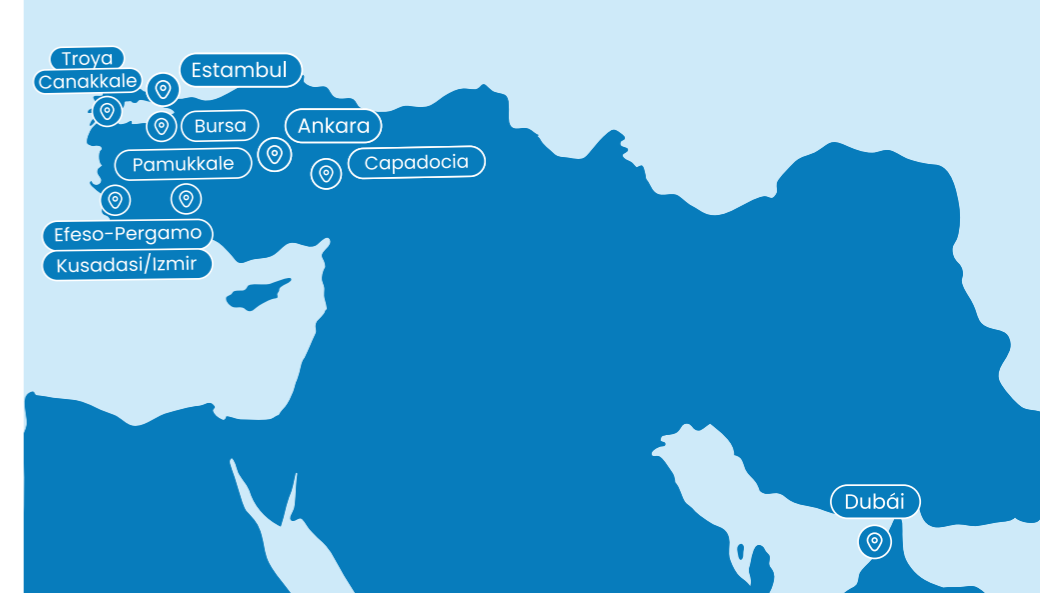 Troya
Canakkale
Estambul
Bursa
Ankara
Pamukkale
Capadocia
Efeso-Pergamo
Kusadasi/Izmir
Dubái